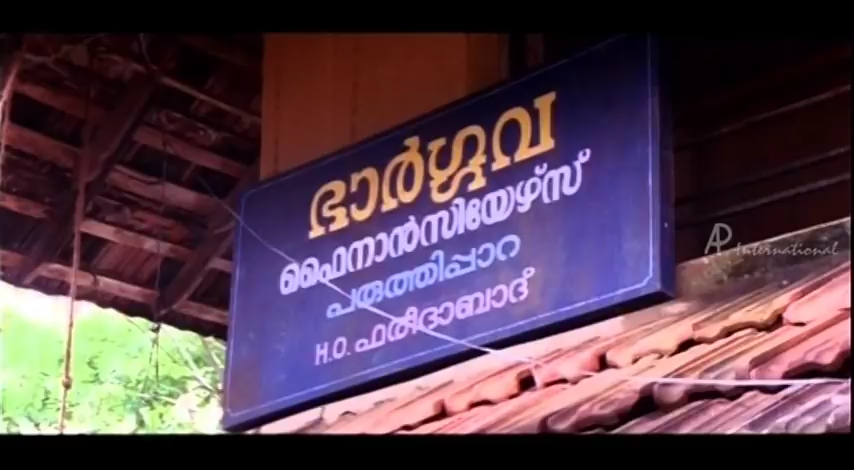 ഭാർഗ്ഗവ
ഫൈനാൻസിയേഴ്സ്
പരുത്തിപ്പാറ
H.O. ഫരീദാബാദ്
AP International